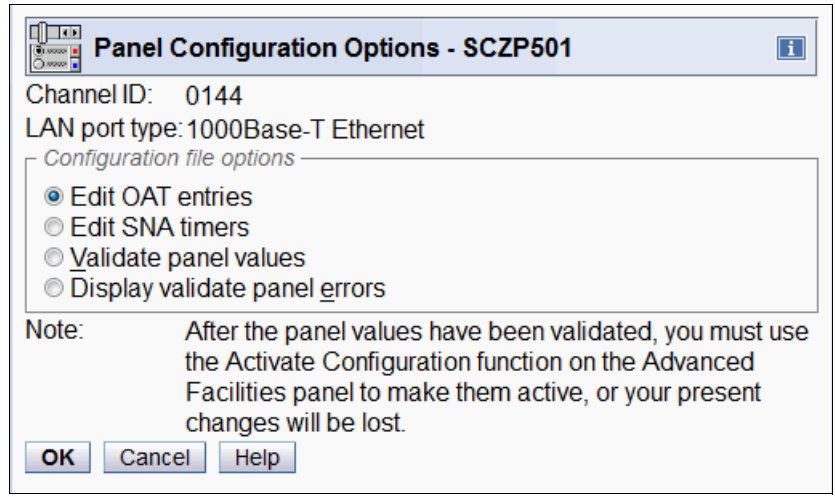 Panel Configuration Options - SCZP501
i
Channel ID: 0144
LAN port type: 1000Base-T Ethernet
Configuration file options
Edit OAT entries
Edit SNA timers
Validate panel values
Display validate panel errors
Note: After the panel values have been validated, you must use
the Activate Configuration function on the Advanced
Facilities panel to make them active, or your present
changes will be lost.
OK Cancel Help